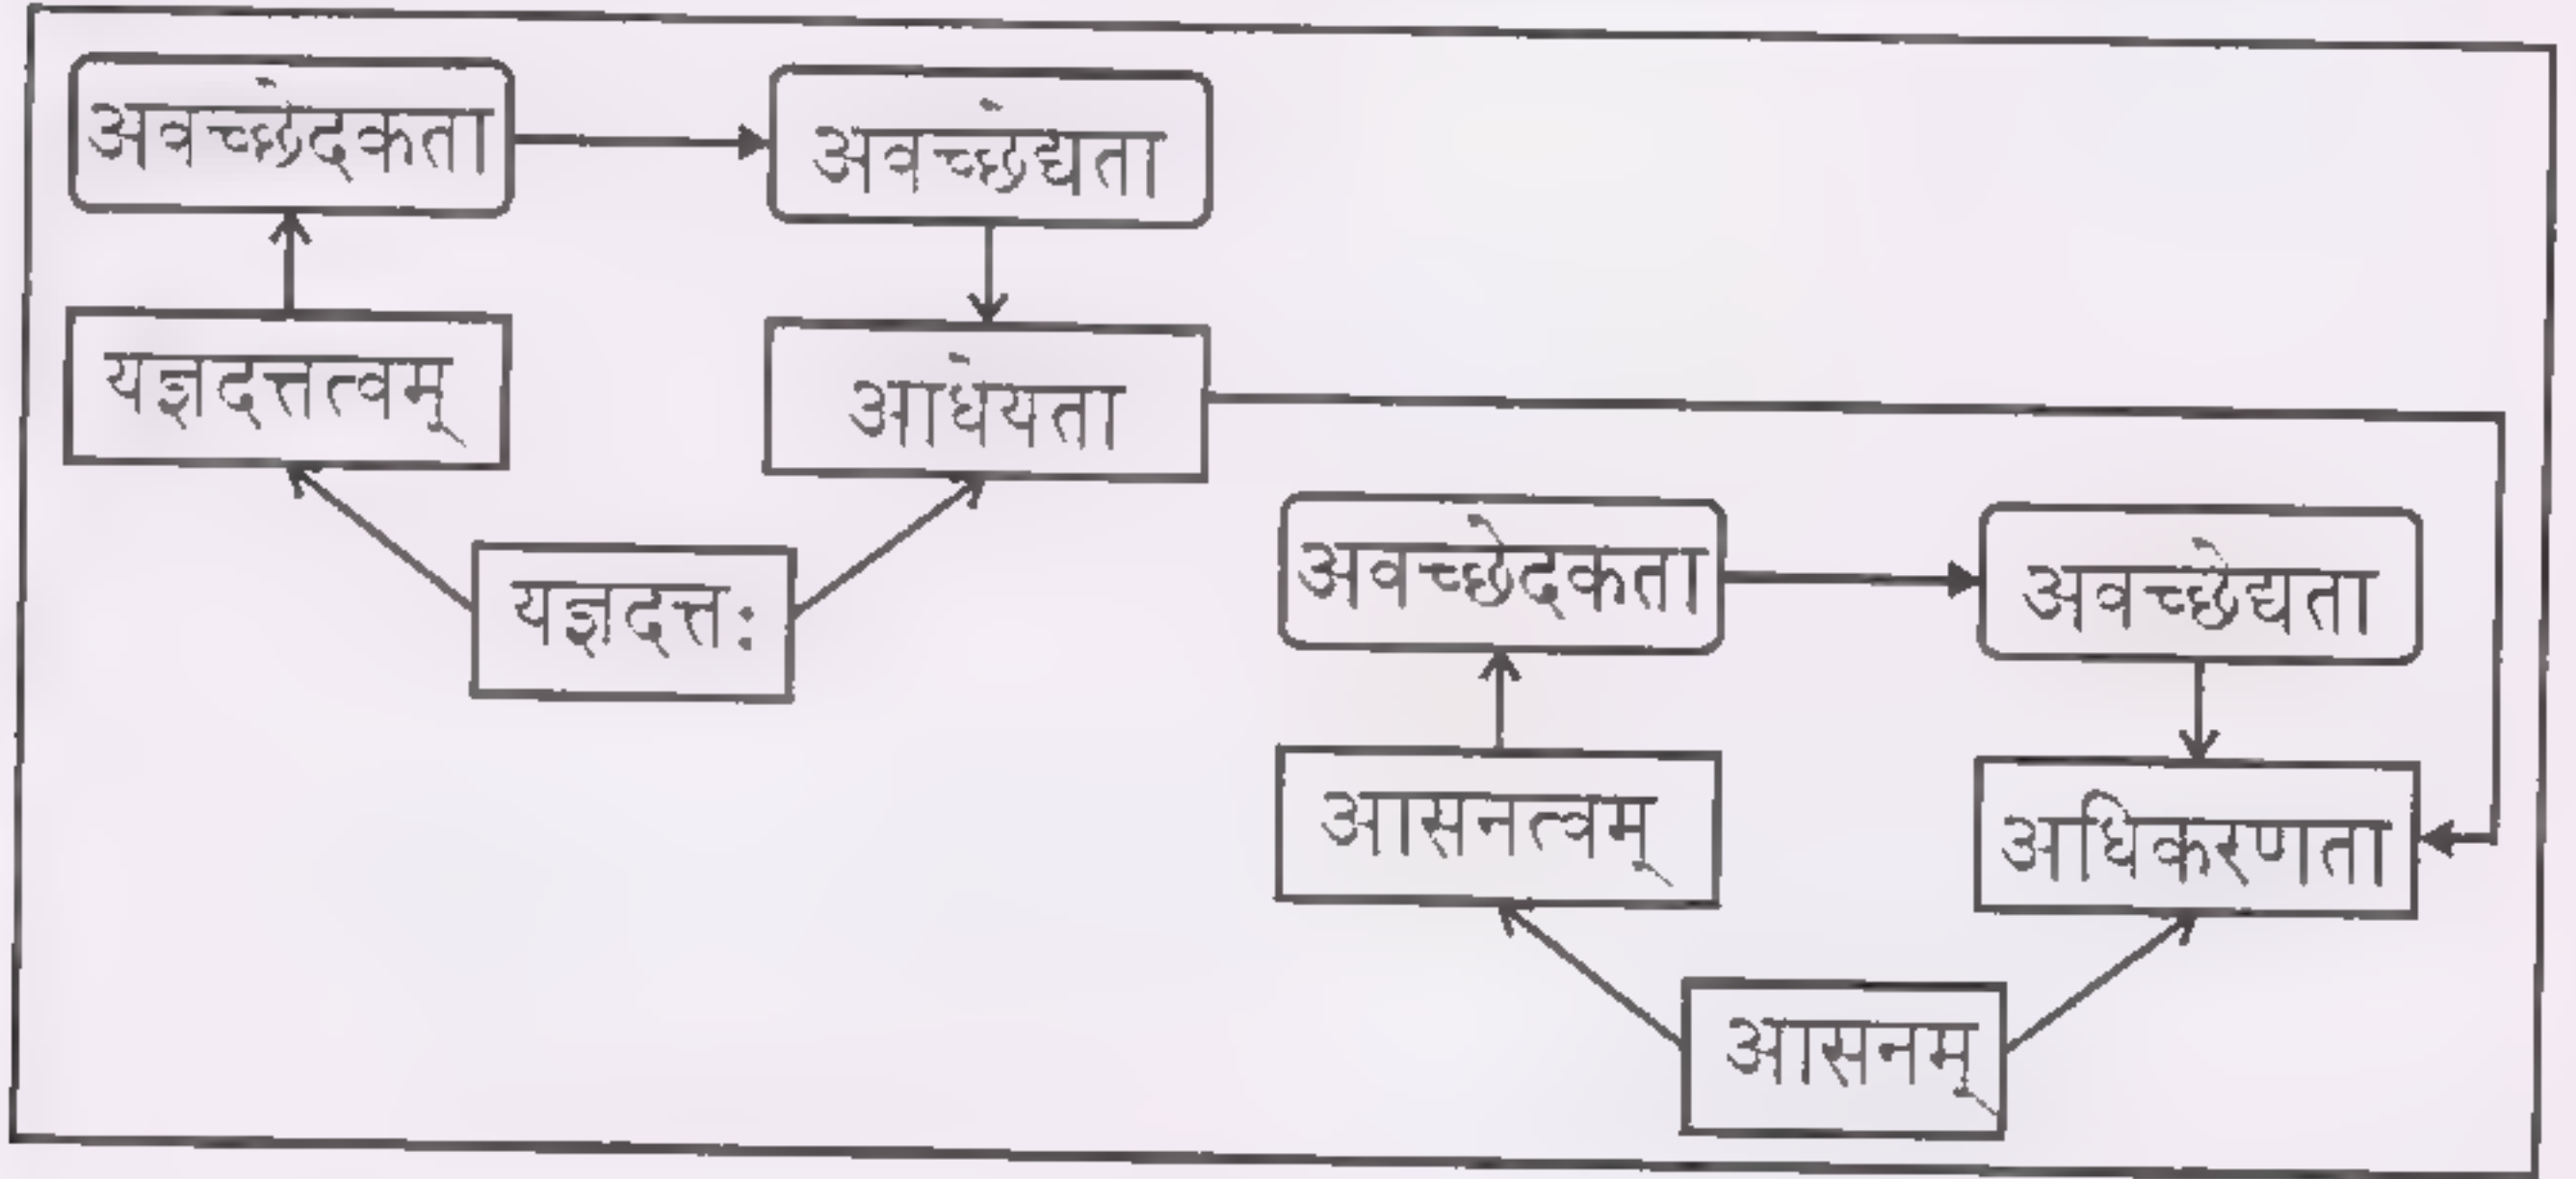 अवच्छेदकता
अवच्छेद्यता
यज्ञदत्तत्वम्
आधेयता
यज्ञदत्तः
अवच्छेदकता
अवच्छेद्यता
आसनत्वम्
अधिकरणता
आसनम्